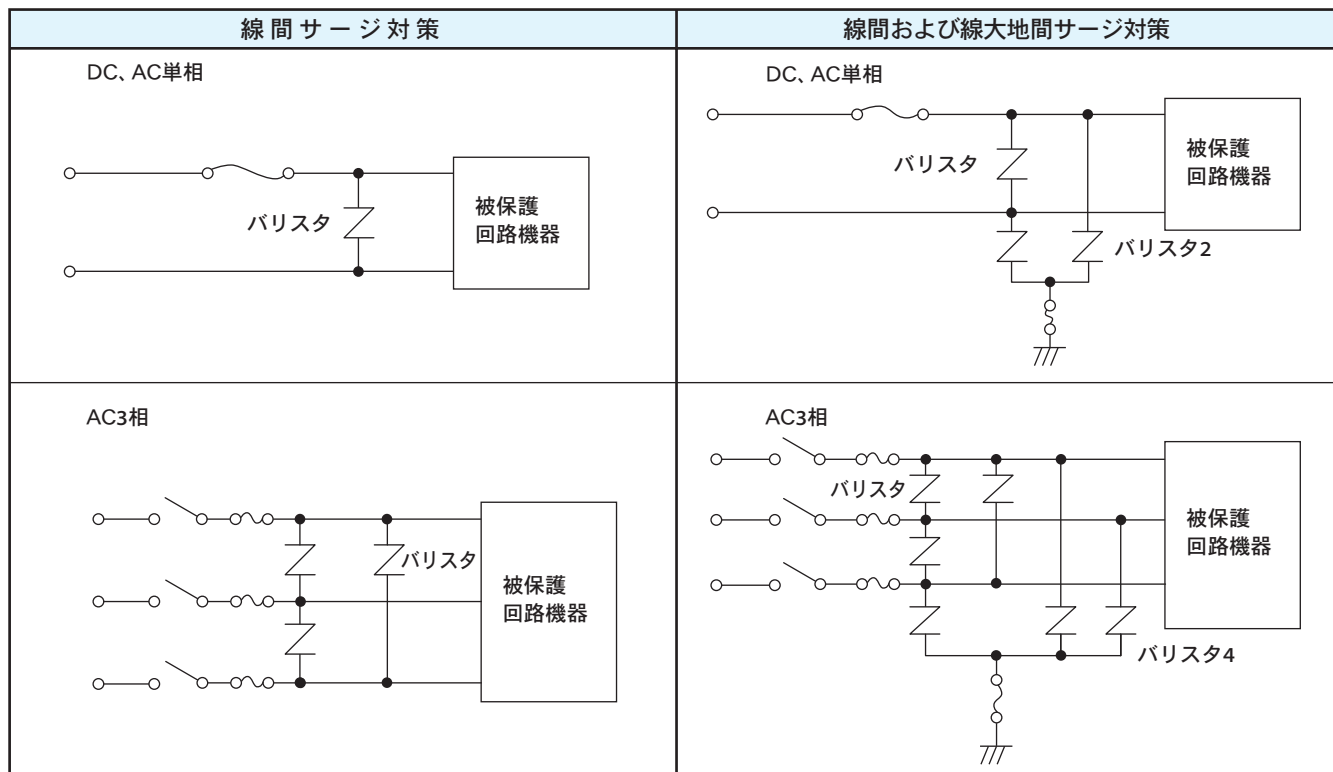 線間サージ対策
線間および線大地間サージ対策
DC、AC単相
バリスタ
被保護
回路機器
DC、AC単相
バリスタ
被保護
回路機器
バリスタ2
AC3相
バリスタ
被保護
回路機器
AC3相
バリスタ
被保護
回路機器
バリスタ4